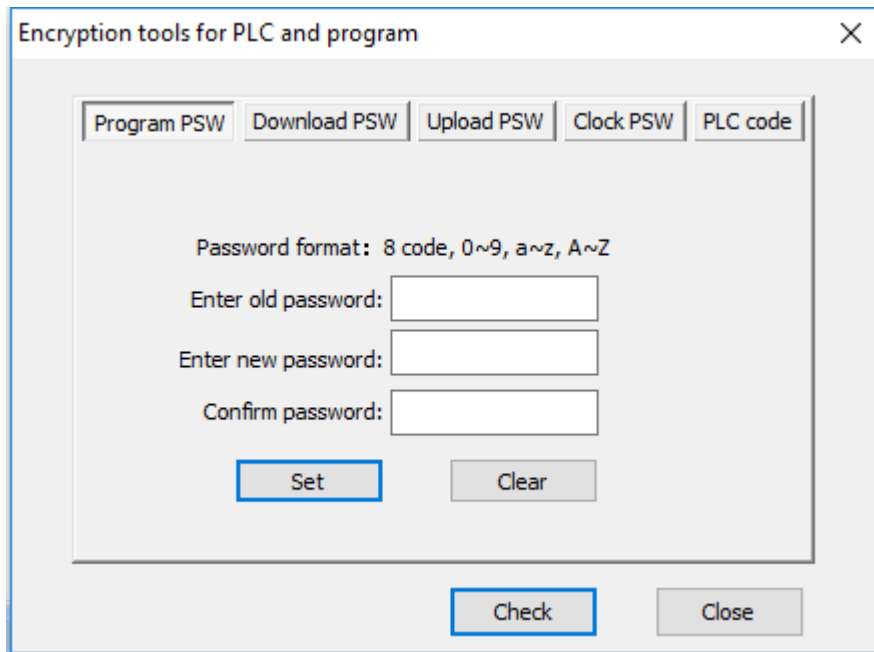 Encryption tools for PLC and program
Program PSW Download PSW Upload PSW Clock PSW PLC code
Password format: 8 code, 0~9, a~z, A~Z
Enter old password:
Enter new password:
Confirm password:
Set Clear
Check Close